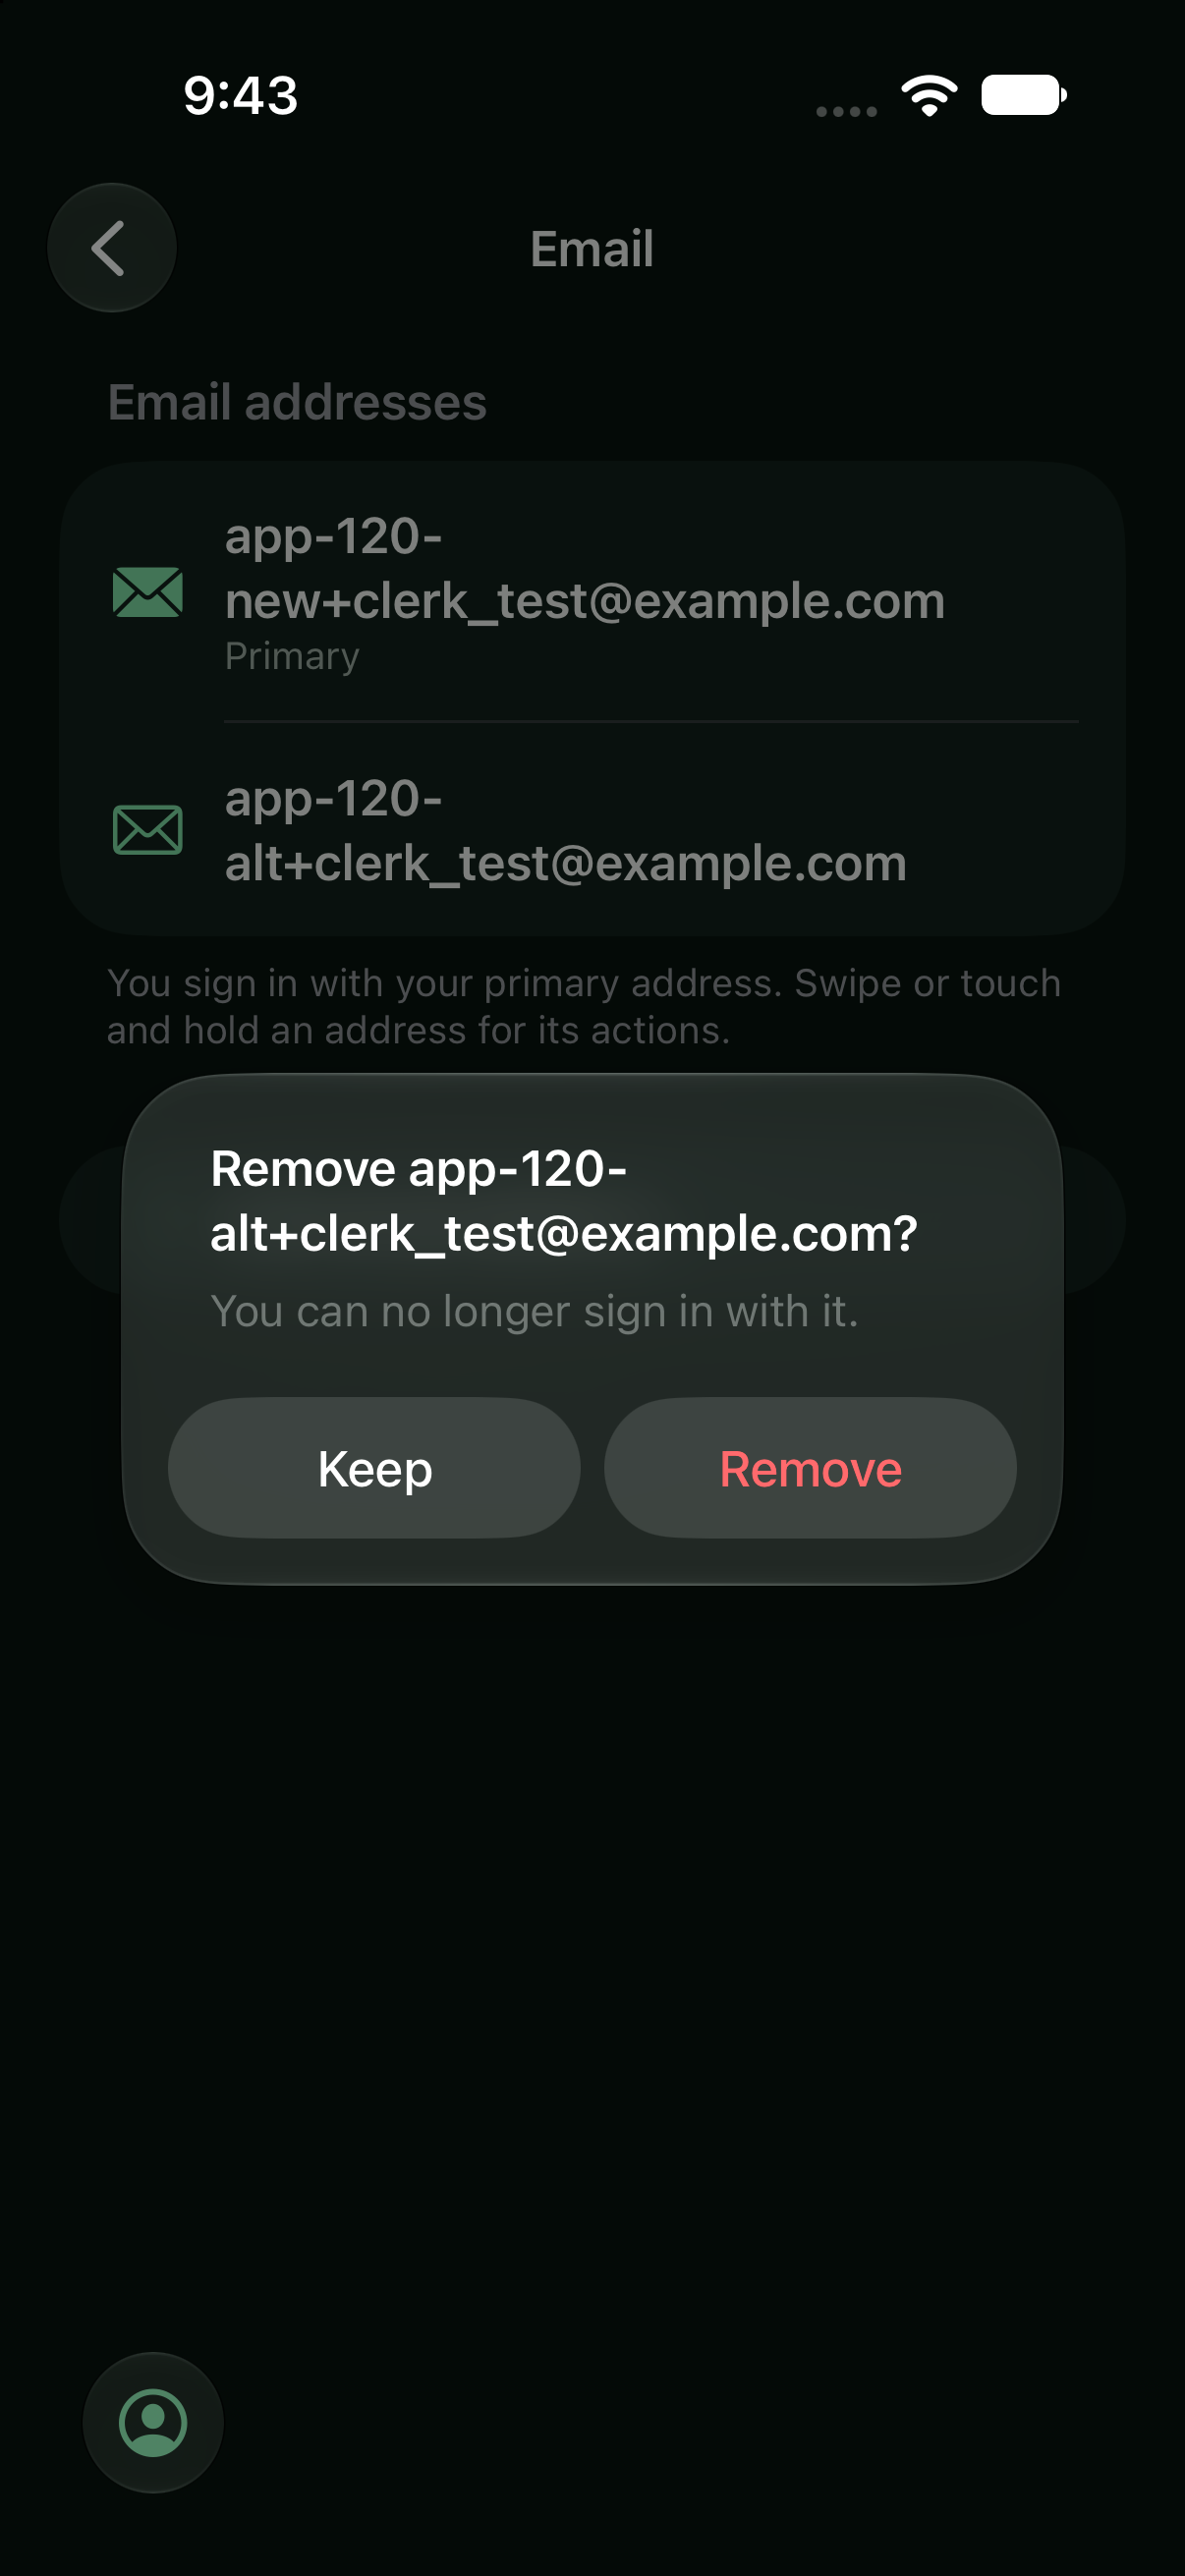 9:43
Email
Email addresses
app-120-
new+clerk_test@example.com
Primary
app-120-
alt+clerk_test@example.com
You sign in with your primary address. Swipe or touch
and hold an address for its actions.
Remove app-120-
alt+clerk_test@example.com?
You can no longer sign in with it.
Keep
Remove